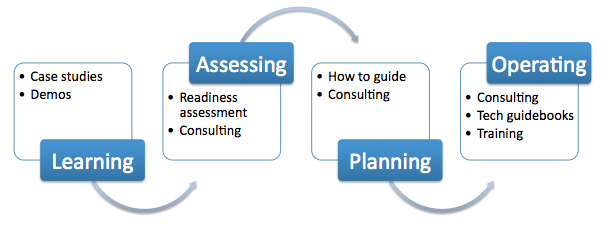 • Case studies
• Demos
Learning
Assessing
• Readiness
assessment
• Consulting
• How to guide
• Consulting
Planning
Operating
• Consulting
• Tech guidebooks
• Training